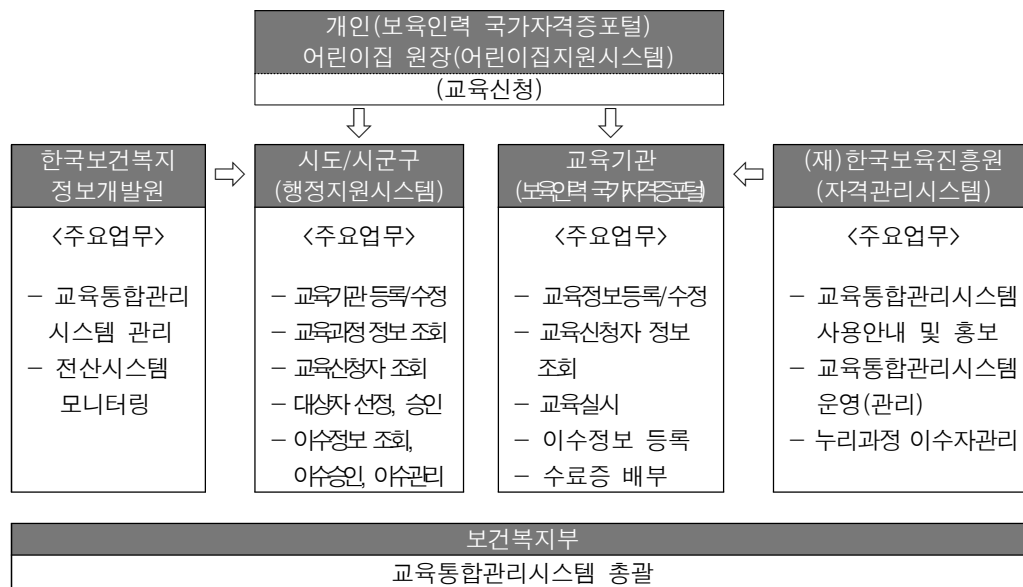 개인(보육인력 국가자격증포털)
어린이집 원장(어린이집지원시스템)
(교육신청)
한국보건복지
정보개발원
〈주요업무〉
– 교육통합관리
시스템 관리
– 전산시스템
모니터링
시도/시군구
(행정지원시스템)
〈주요업무〉
– 교육기관 등록/수정
– 교육과정 정보 조회
– 교육신청자 조회
– 대상자 선정, 승인
– 이수정보 조회,
이수승인, 이수관리
교육기관
(보육인력 국가자격증포털)
〈주요업무〉
– 교육정보등록/수정
– 교육신청자 정보
조회
– 교육실시
– 이수정보 등록
– 수료증 배부
(재)한국보육진흥원
(자격관리시스템)
〈주요업무〉
– 교육통합관리시스템
사용안내 및 홍보
– 교육통합관리시스템
운영(관리)
– 누리과정 이수자관리
보건복지부
교육통합관리시스템 총괄